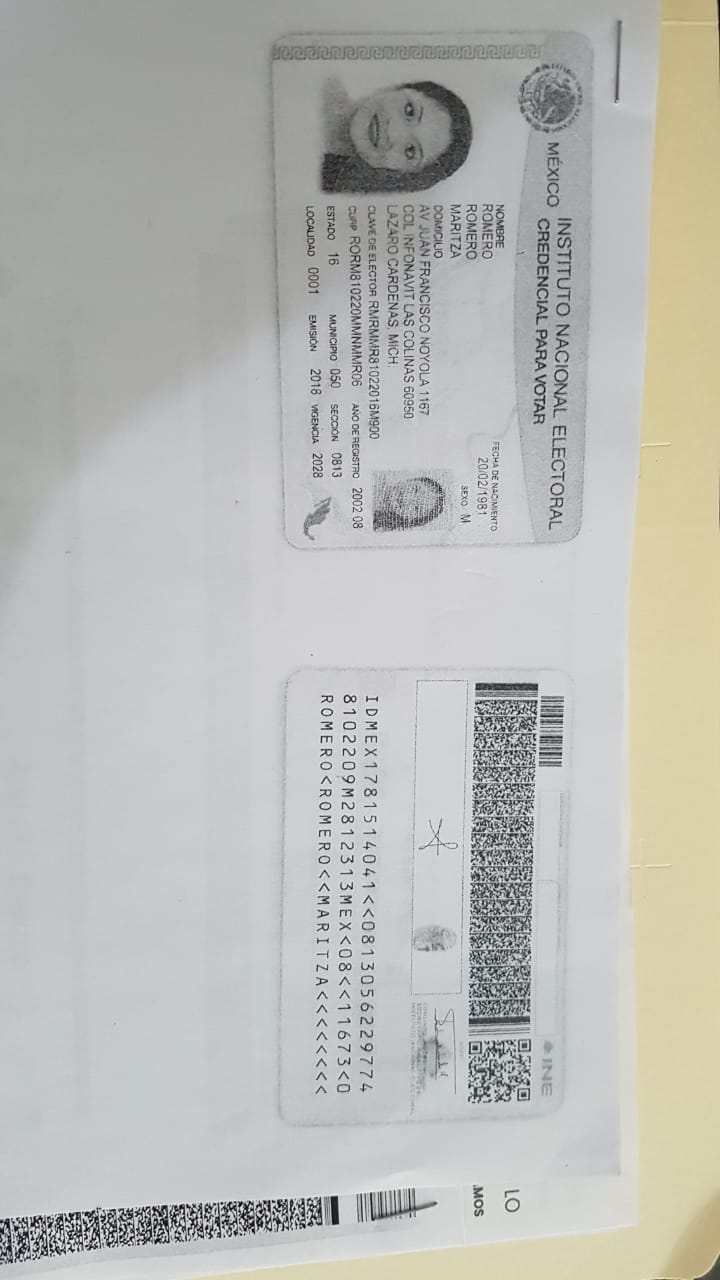 MÉXICO INSTITUTO NACIONAL ELECTORAL
CREDENCIAL PARA VOTAR
NOMBRE
ROMERO
ROMERO
MARITZA
FECHA DE NACIMIENTO
20/02/1981
SEXO M
DOMICILIO
AV JUAN FRANCISCO NOYOLA 1167
COL INFONAVIT LAS COLINAS 60950
LAZARO CARDENAS, MICH.
CLAVE DE ELECTOR RMRMMR81022016M900
CURP RORM810220MMNMMR06 AÑO DE REGISTRO 2002 08
ESTADO 16 MUNICIPIO 050 SECCIÓN 0813
LOCALIDAD 0001 EMISIÓN 2018 VIGENCIA 2028
INE
IDMEX1781514041<<0813056229774
8102209M2812313MEX<08<<11673<0
ROMERO<ROMERO<<MARITZA<<<<<<<<
LO